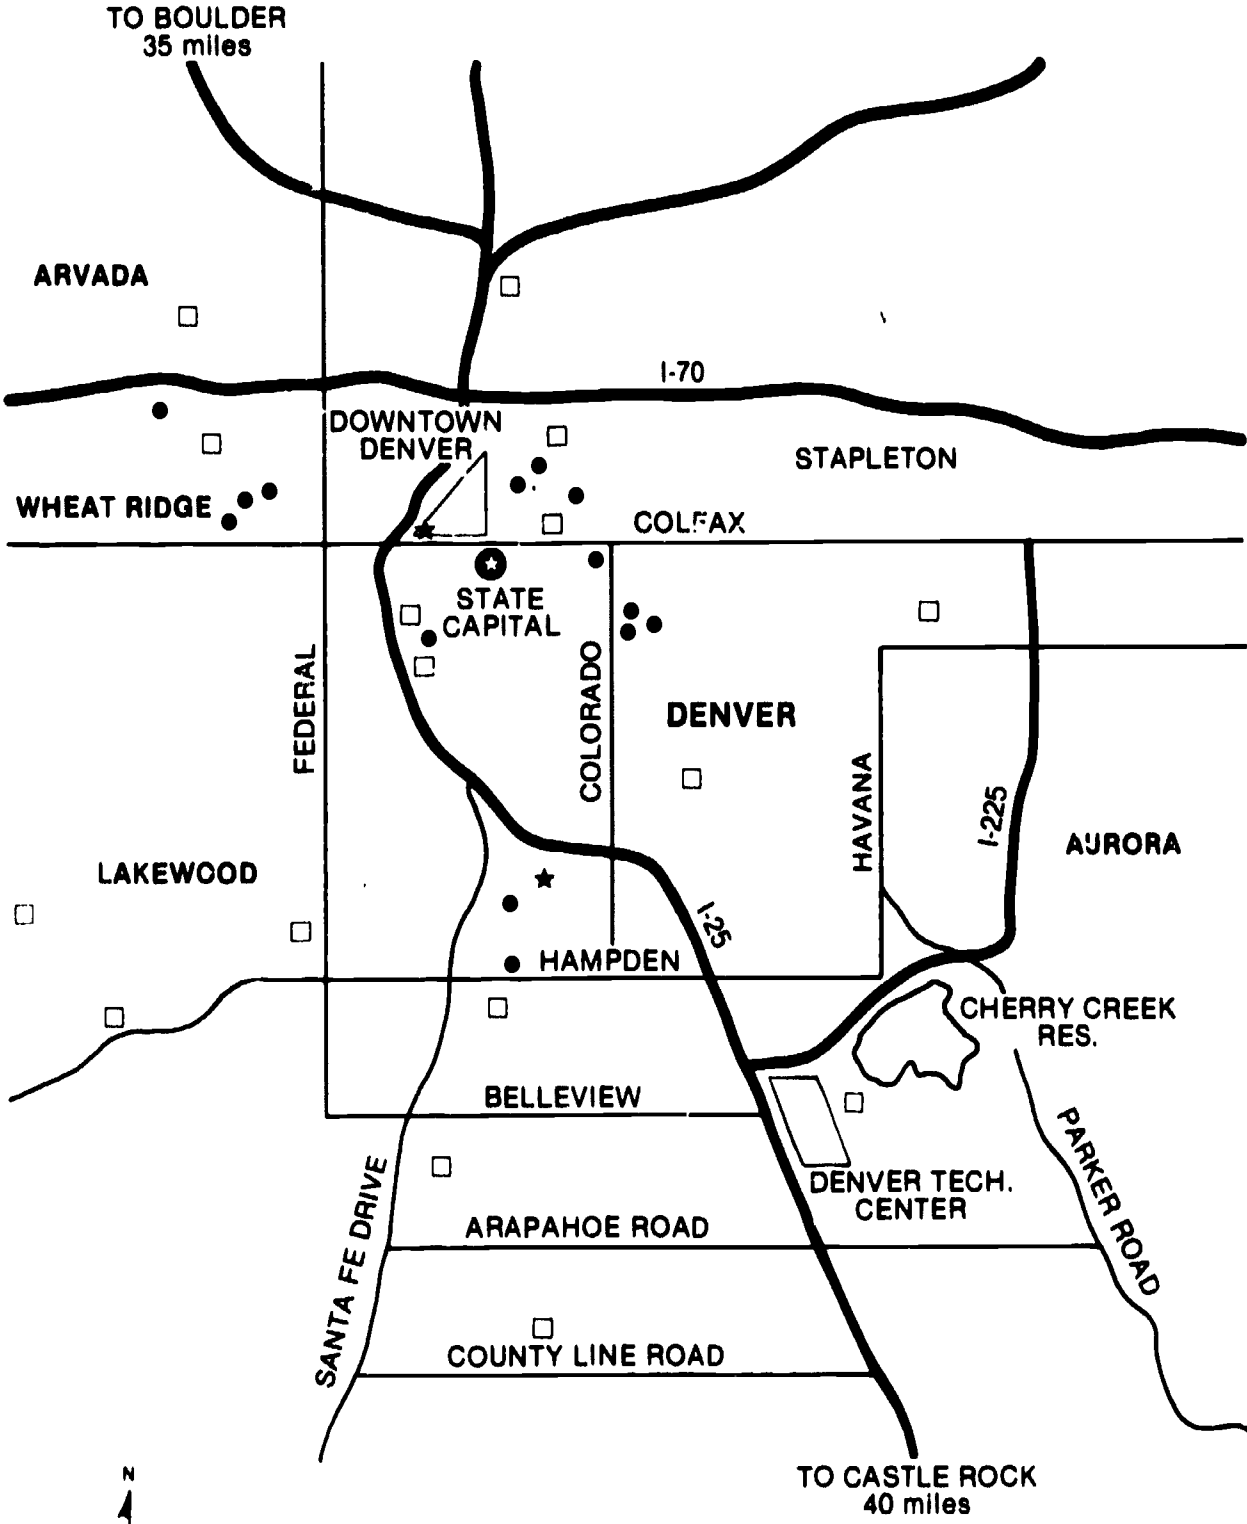 TO BOULDER
35 miles
ARVADA
I-70
DOWNTOWN
DENVER
STAPLETON
WHEAT RIDGE
COLFAX
STATE
CAPITAL
FEDERAL
COLORADO
DENVER
HAVANA
I-225
AURORA
LAKEWOOD
I-25
HAMPDEN
CHERRY CREEK
RES.
BELLEVIEW
PARKER ROAD
DENVER TECH.
CENTER
SANTA FE DRIVE
ARAPAHOE ROAD
COUNTY LINE ROAD
N
TO CASTLE ROCK
40 miles